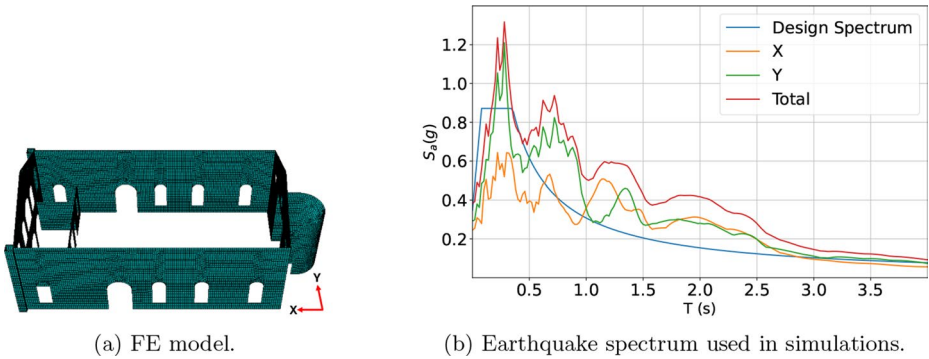 Y
X
(a) FE model.
1.2
1.0
0.8
0.6
0.4
0.2
Sa(g)
Design Spectrum
X
Y
Total
0.5 1.0 1.5 2.0 2.5 3.0 3.5
T (s)
(b) Earthquake spectrum used in simulations.